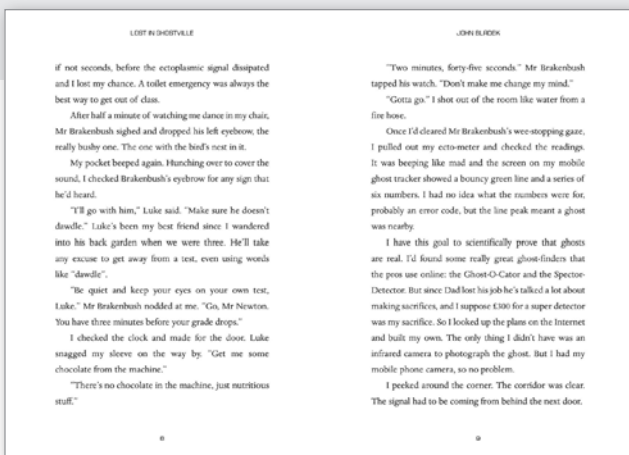 LOST IN GHOSTVILLE
if not seconds, before the ectoplasmic signal dissipated
and I lost my chance. A toilet emergency was always the
best way to get out of class.
After half a minute of watching me dance in my chair,
Mr Brakenbush sighed and dropped his left eyebrow, the
really bushy one. The one with the bird's nest in it.
My pocket beeped again. Hunching over to cover the
sound, I checked Brakenbush's eyebrow for any sign that
he'd heard.
"I'll go with him," Luke said. "Make sure he doesn't
dawdle." Luke's been my best friend since I wandered
into his back garden when we were three. He'll take
any excuse to get away from a test, even using words
like "dawdle".
"Be quiet and keep your eyes on your own test,
Luke." Mr Brakenbush nodded at me. "Go, Mr Newton.
You have three minutes before your grade drops."
I checked the clock and made for the door. Luke
snagged my sleeve on the way by. "Get me some
chocolate from the machine."
"There's no chocolate in the machine, just nutritious
stuff."
8
JOHN BLADEK
"Two minutes, forty-five seconds." Mr Brakenbush
tapped his watch. "Don't make me change my mind."
"Gotta go." I shot out of the room like water from a
fire hose.
Once I'd cleared Mr Brakenbush's wee-stopping gaze,
I pulled out my ecto-meter and checked the readings.
It was beeping like mad and the screen on my mobile
ghost tracker showed a bouncy green line and a series of
six numbers. I had no idea what the numbers were for,
probably an error code, but the line peak meant a ghost
was nearby.
I have this goal to scientifically prove that ghosts
are real. I'd found some really great ghost-finders that
the pros use online: the Ghost-O-Cator and the Spector-
Detector. But since Dad lost his job he's talked a lot about
making sacrifices, and I suppose £300 for a super detector
was my sacrifice. So I looked up the plans on the Internet
and built my own. The only thing I didn't have was an
infrared camera to photograph the ghost. But I had my
mobile phone camera, so no problem.
I peeked around the corner. The corridor was clear.
The signal had to be coming from behind the next door.
9